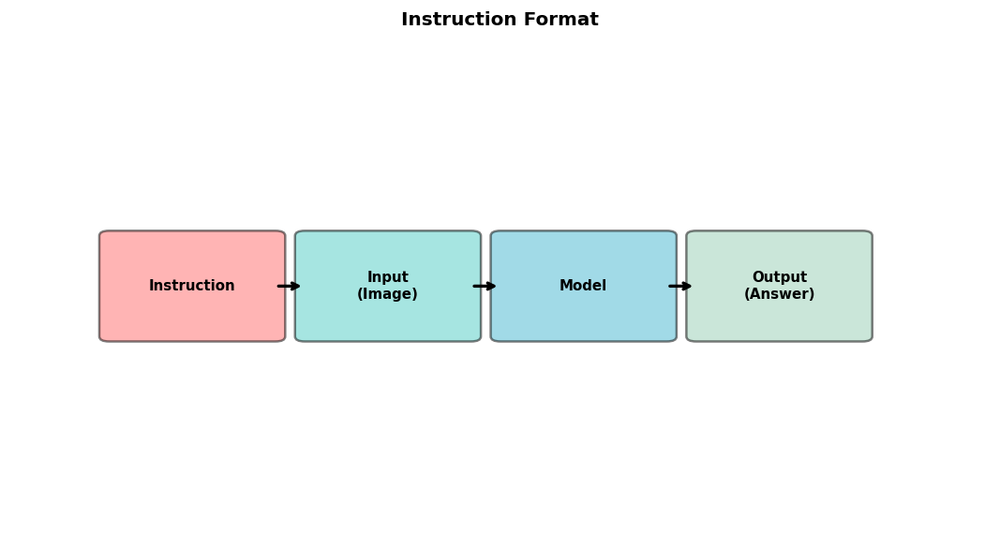 Instruction Format
Instruction
Input
(Image)
Model
Output
(Answer)